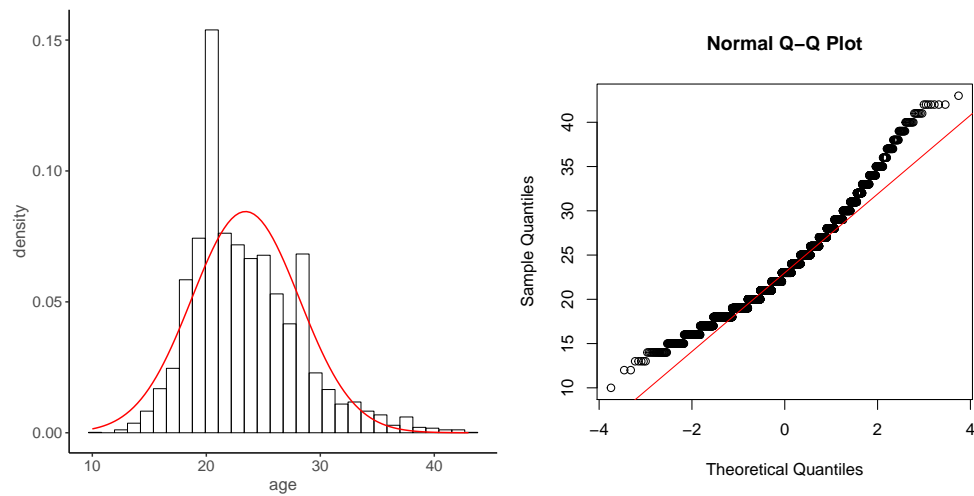 0.15
0.10
0.05
0.00
density
10 20 30 40
age
Normal Q−Q Plot
40
35
30
25
20
15
10
Sample Quantiles
−4 −2 0 2 4
Theoretical Quantiles